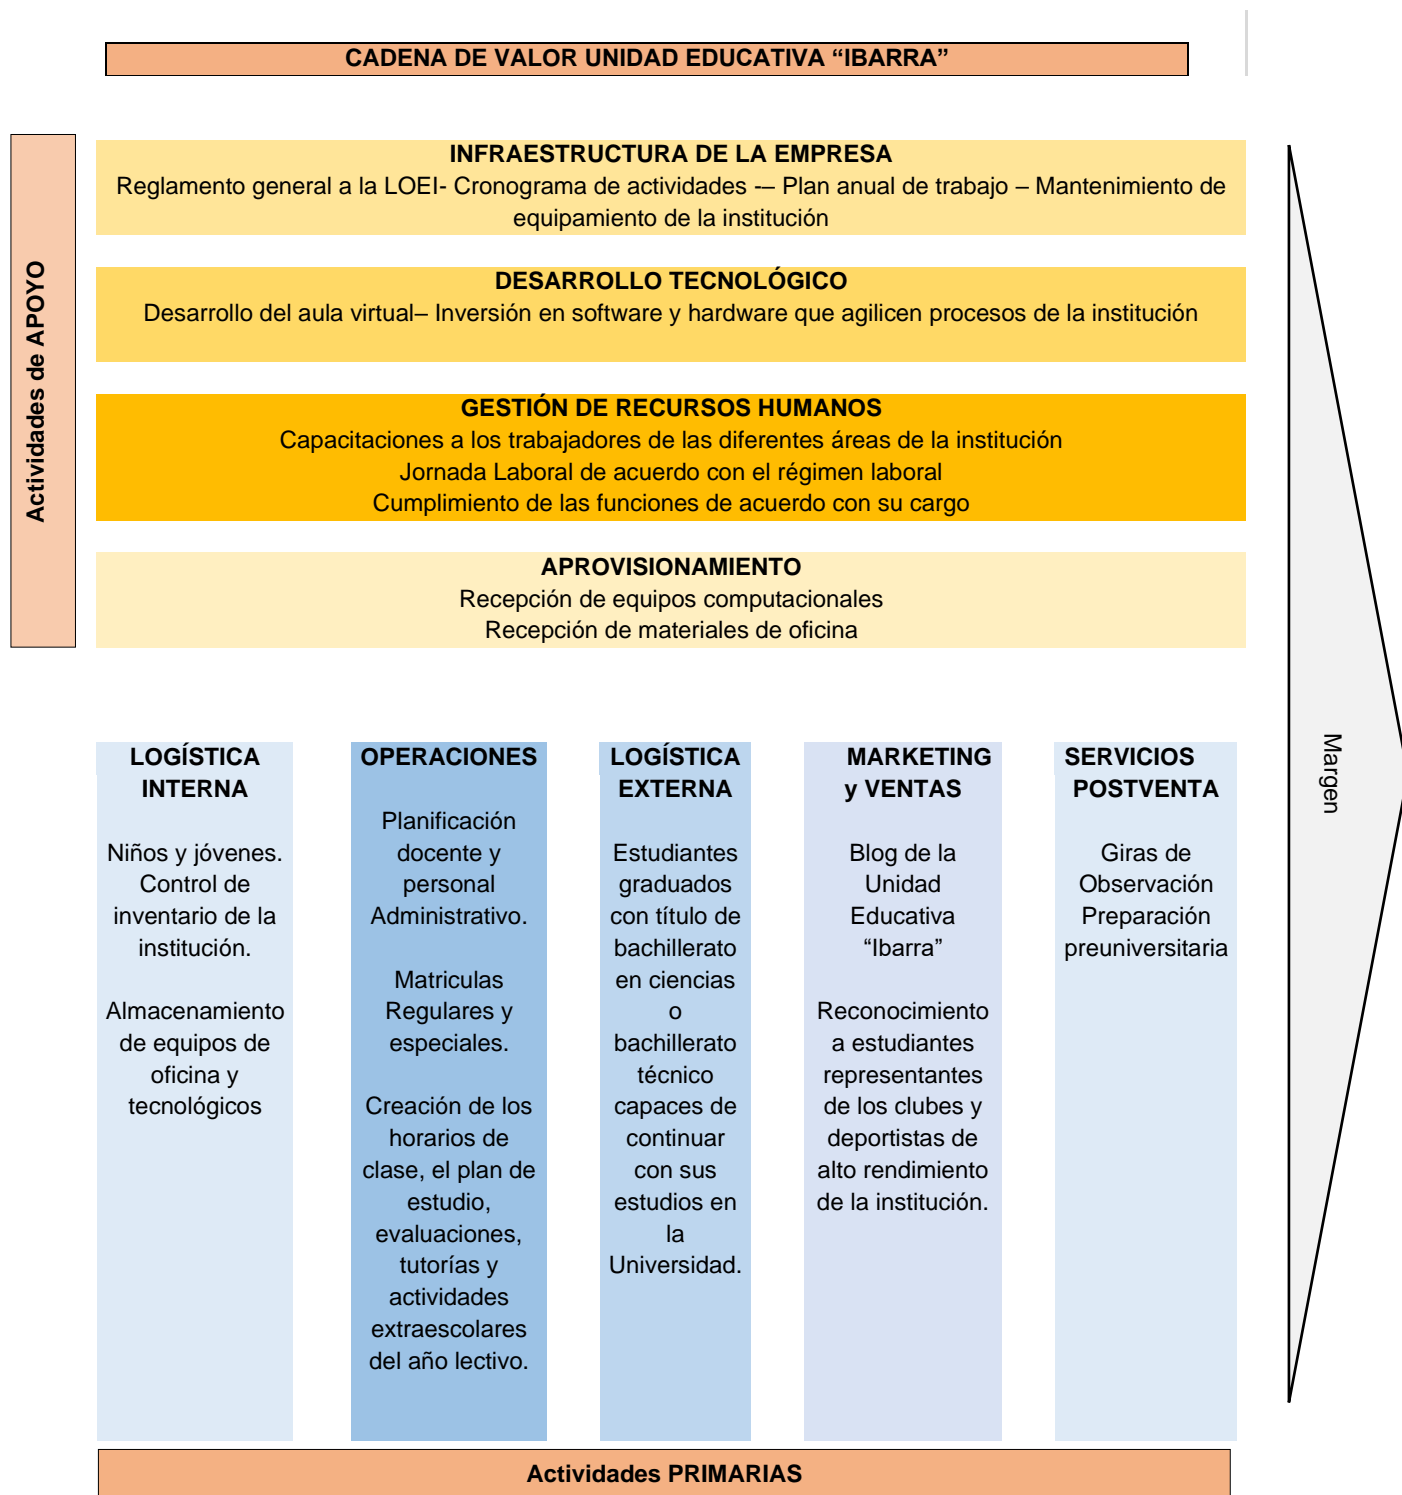 CADENA DE VALOR UNIDAD EDUCATIVA “IBARRA”
Actividades de APOYO
INFRAESTRUCTURA DE LA EMPRESA
Reglamento general a la LOEI- Cronograma de actividades -– Plan anual de trabajo – Mantenimiento de
equipamiento de la institución
DESARROLLO TECNOLÓGICO
Desarrollo del aula virtual– Inversión en software y hardware que agilicen procesos de la institución
GESTIÓN DE RECURSOS HUMANOS
Capacitaciones a los trabajadores de las diferentes áreas de la institución
Jornada Laboral de acuerdo con el régimen laboral
Cumplimiento de las funciones de acuerdo con su cargo
APROVISIONAMIENTO
Recepción de equipos computacionales
Recepción de materiales de oficina
LOGÍSTICA
INTERNA
Niños y jóvenes.
Control de
inventario de la
institución.
Almacenamiento
de equipos de
oficina y
tecnológicos
OPERACIONES
Planificación
docente y
personal
Administrativo.
Matriculas
Regulares y
especiales.
Creación de los
horarios de
clase, el plan de
estudio,
evaluaciones,
tutorías y
actividades
extraescolares
del año lectivo.
LOGÍSTICA
EXTERNA
Estudiantes
graduados
con título de
bachillerato
en ciencias
o
bachillerato
técnico
capaces de
continuar
con sus
estudios en
la
Universidad.
MARKETING
y VENTAS
Blog de la
Unidad
Educativa
“Ibarra”
Reconocimiento
a estudiantes
representantes
de los clubes y
deportistas de
alto rendimiento
de la institución.
SERVICIOS
POSTVENTA
Giras de
Observación
Preparación
preuniversitaria
Margen
Actividades PRIMARIAS